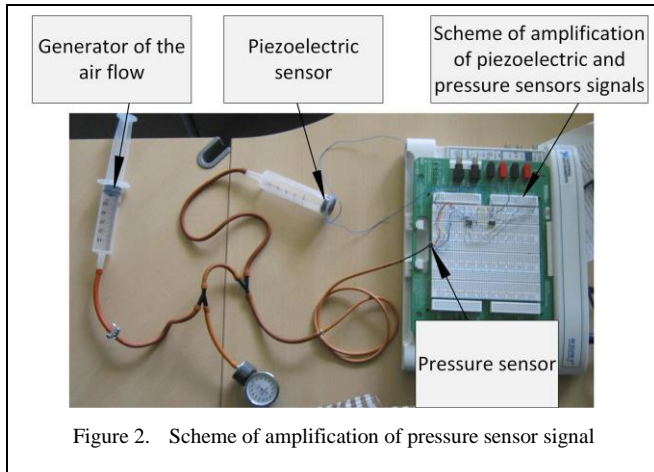 Generator of the
air flow
Piezoelectric
sensor
Scheme of amplification
of piezoelectric and
pressure sensors signals
Pressure sensor
Figure 2. Scheme of amplification of pressure sensor signal